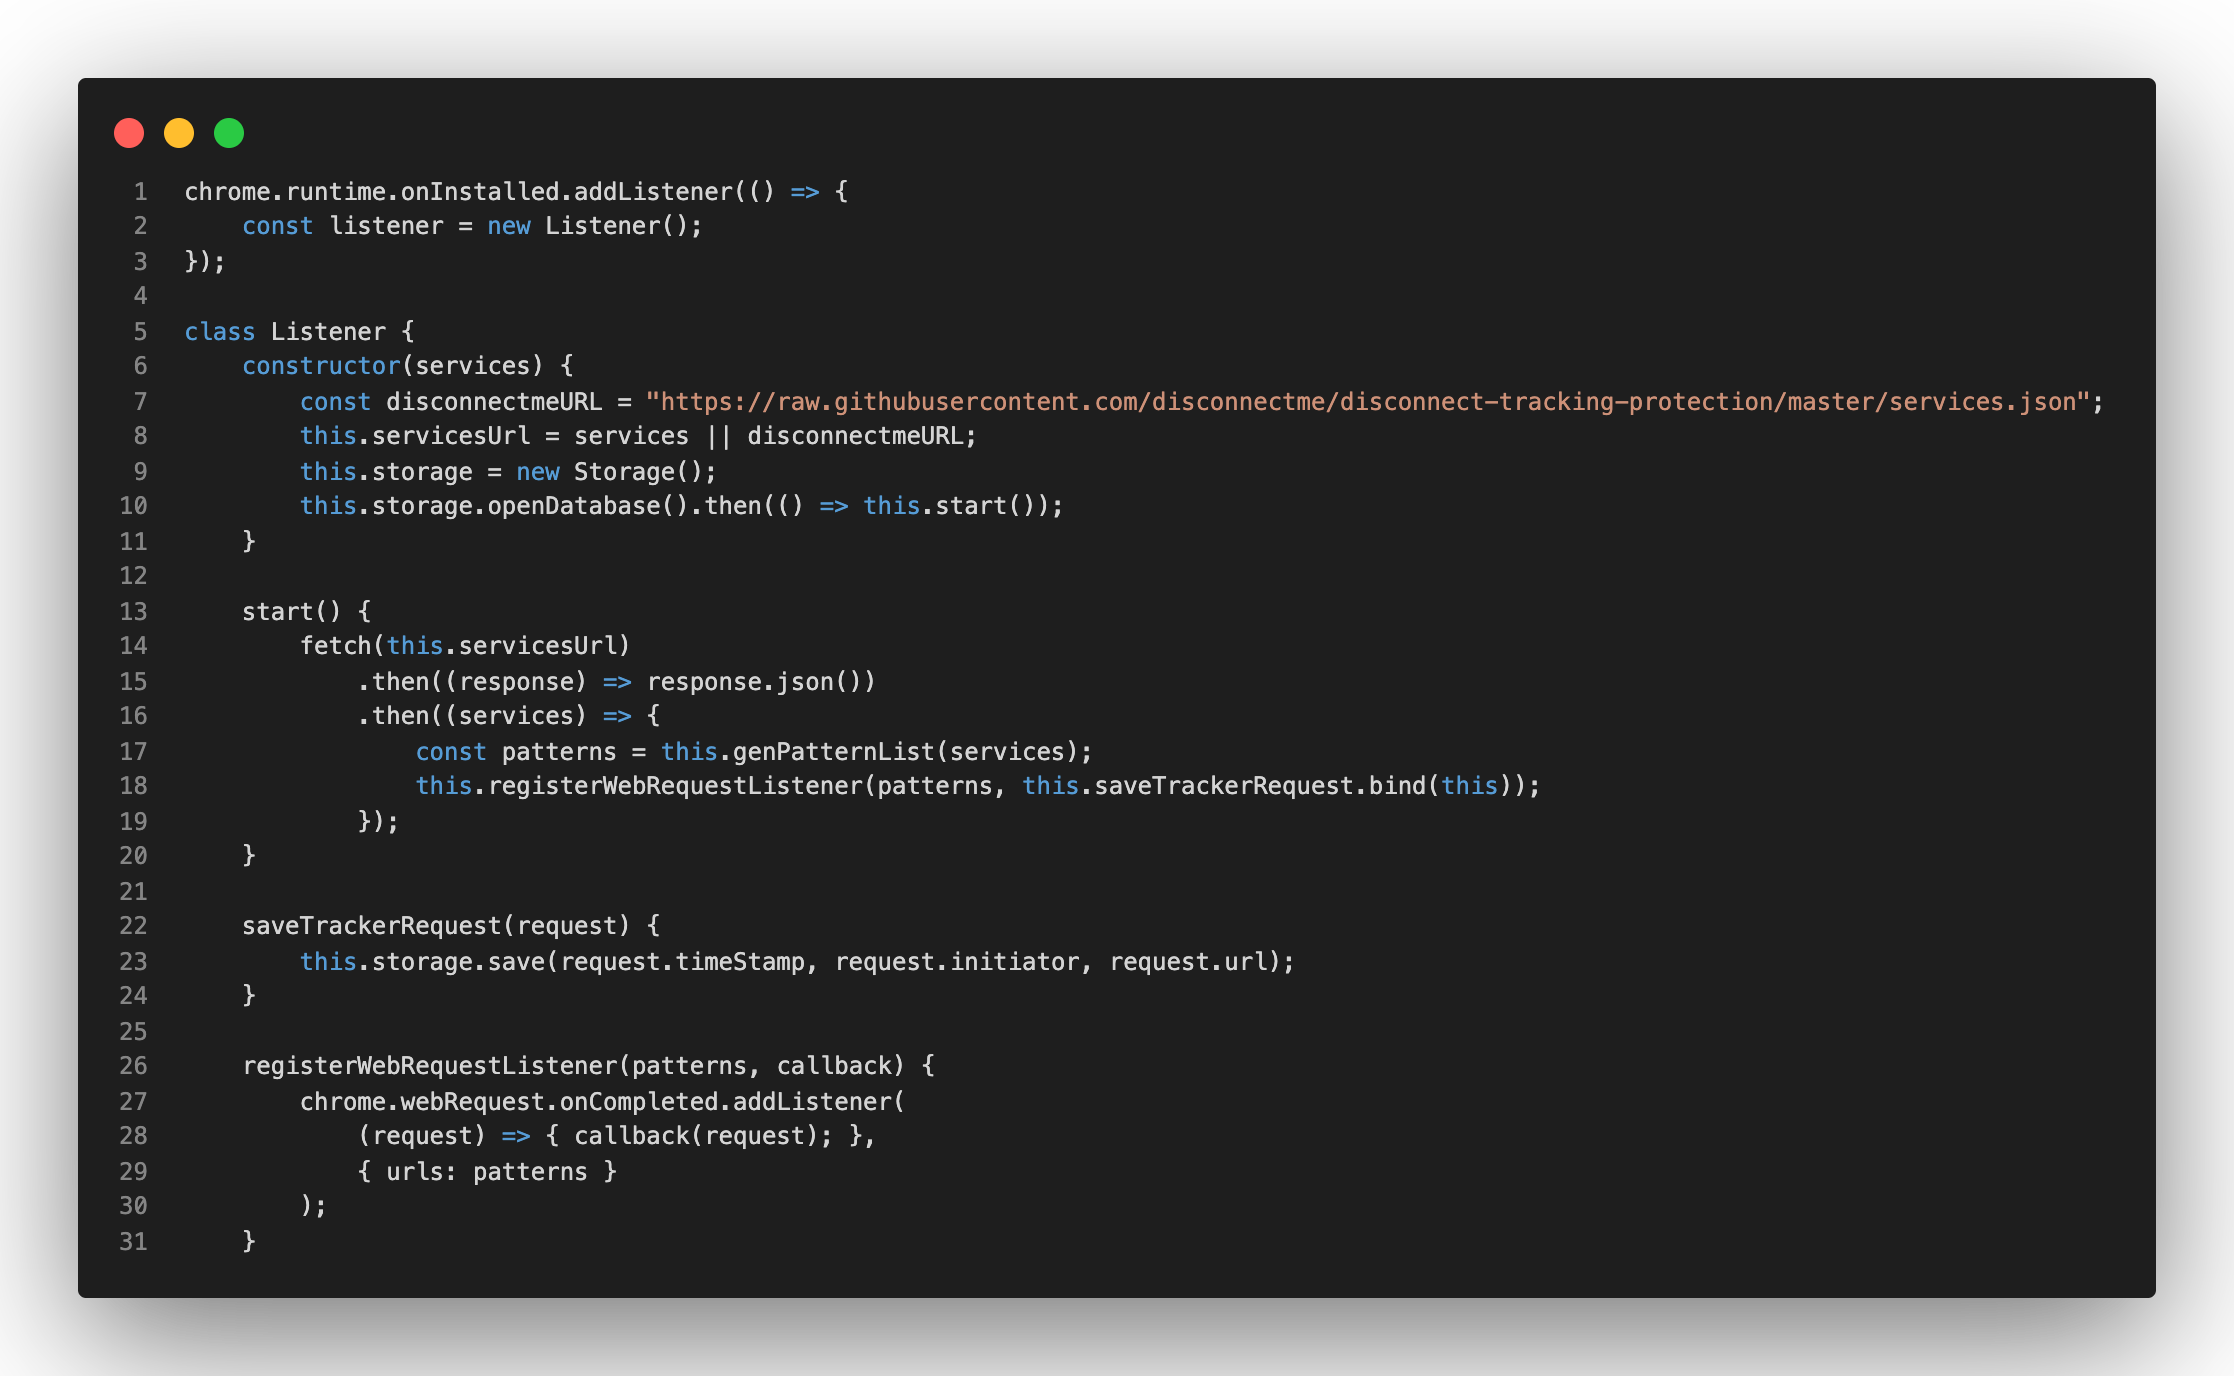 1 chrome.runtime.onInstalled.addListener(() => {
2     const listener = new Listener();
3 });
4
5 class Listener {
6     constructor(services) {
7         const disconnectmeURL = "https://raw.githubusercontent.com/disconnectme/disconnect-tracking-protection/master/services.json";
8         this.servicesUrl = services || disconnectmeURL;
9         this.storage = new Storage();
10         this.storage.openDatabase().then(() => this.start());
11     }
12
13     start() {
14         fetch(this.servicesUrl)
15             .then((response) => response.json())
16             .then((services) => {
17                 const patterns = this.genPatternList(services);
18                 this.registerWebRequestListener(patterns, this.saveTrackerRequest.bind(this));
19             });
20     }
21
22     saveTrackerRequest(request) {
23         this.storage.save(request.timeStamp, request.initiator, request.url);
24     }
25
26     registerWebRequestListener(patterns, callback) {
27         chrome.webRequest.onCompleted.addListener(
28             (request) => { callback(request); },
29             { urls: patterns }
30         );
31     }